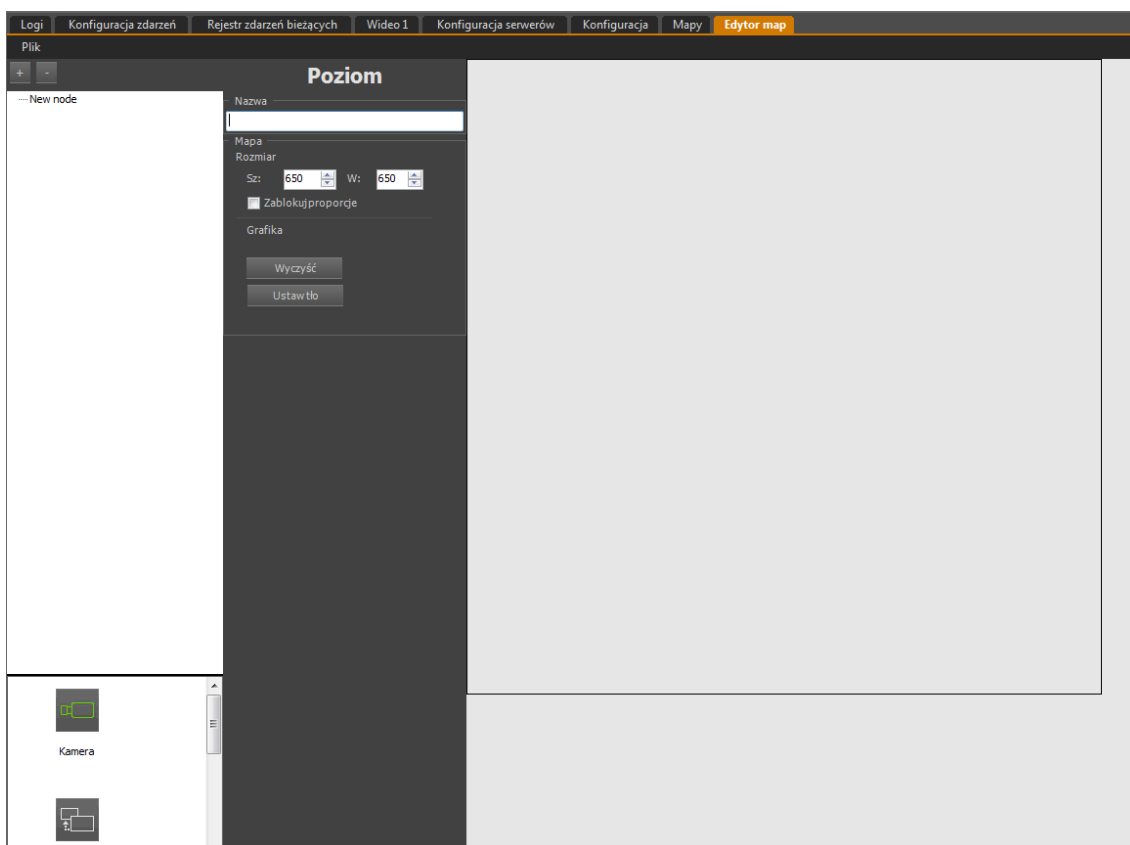 Logi Konfiguracja zdarzeń Rejestr zdarzeń bieżących Wideo 1 Konfiguracja serwerów Konfiguracja Mapy Edytor map
Plik
+ -
Poziom
New node
Nazwa
Mapa
Rozmiar
Sz: 650 W: 650
Zablokuj proporcje
Grafika
Wyczyść
Ustaw tło
Kamera